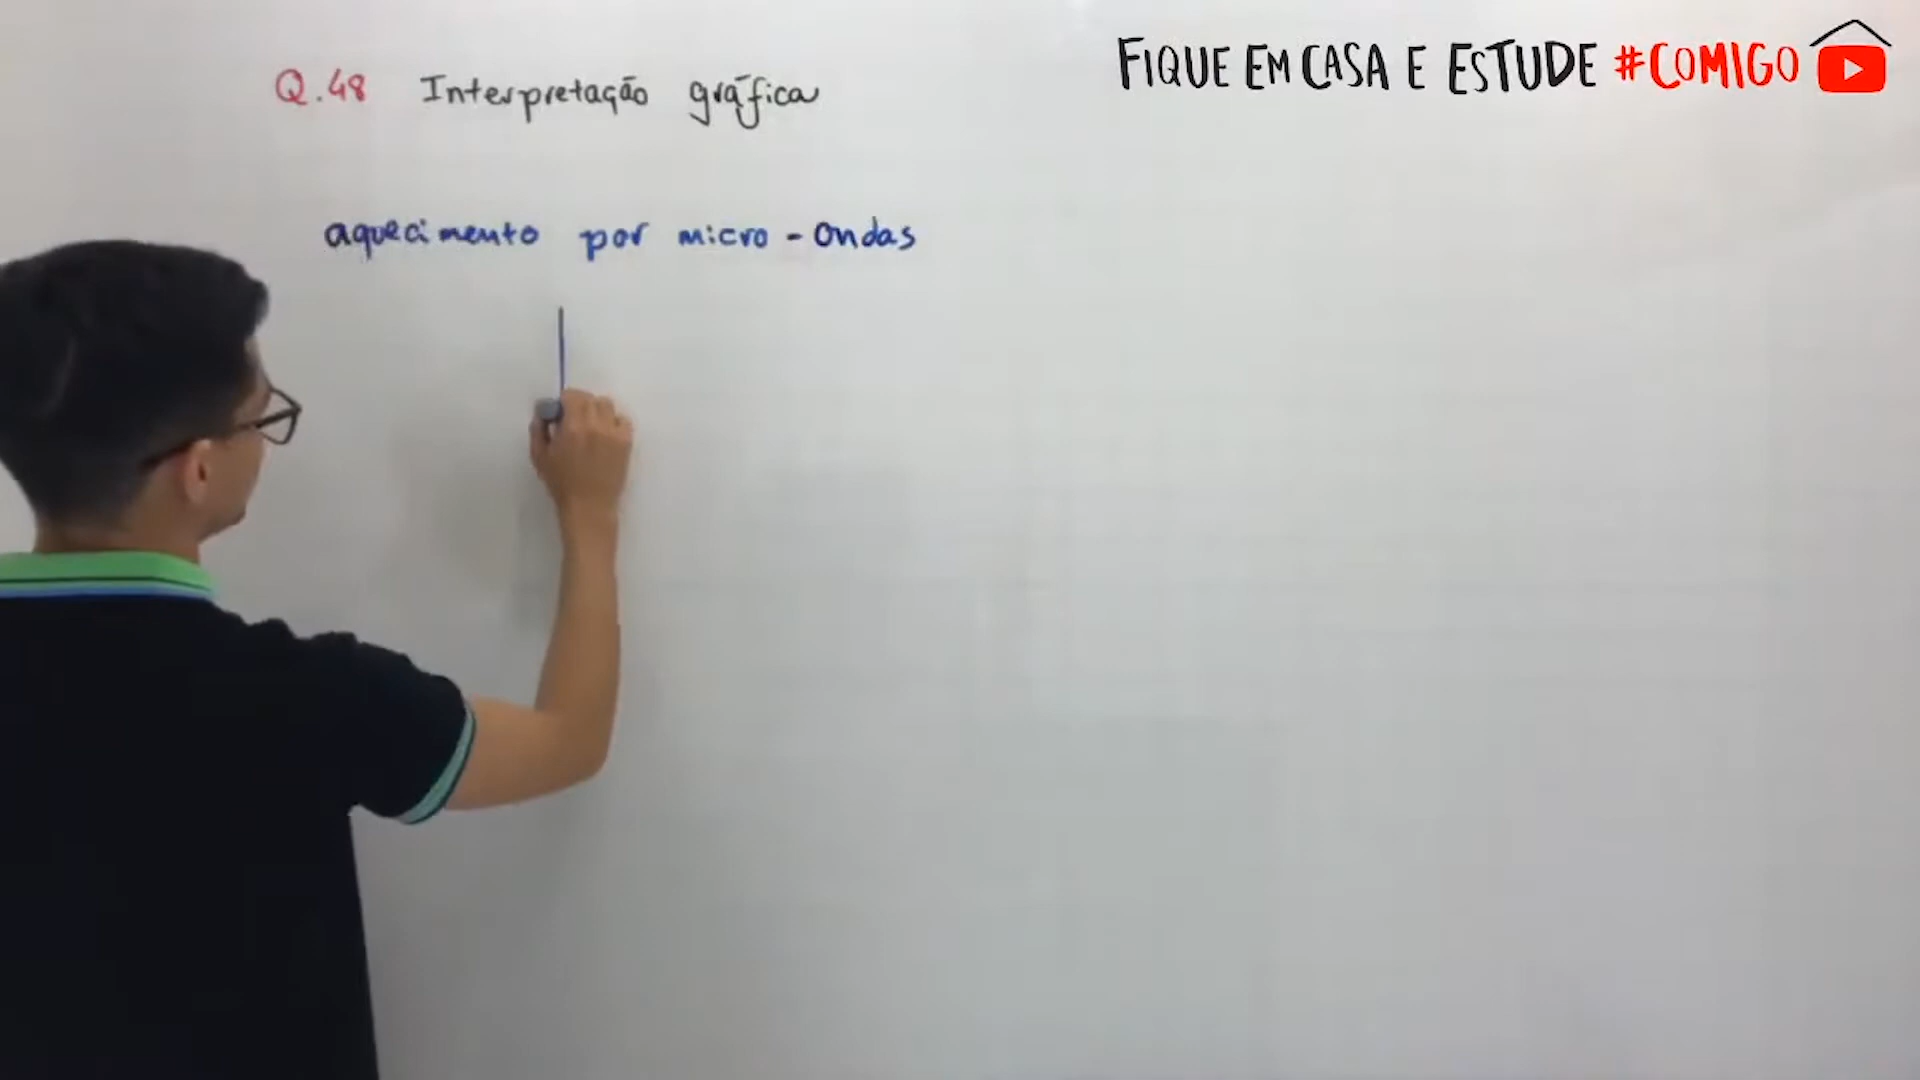 FIQUE EM CASA E ESTUDE #COMIGO
Q.48 Interpretação gráfica
aquecimento por micro-ondas